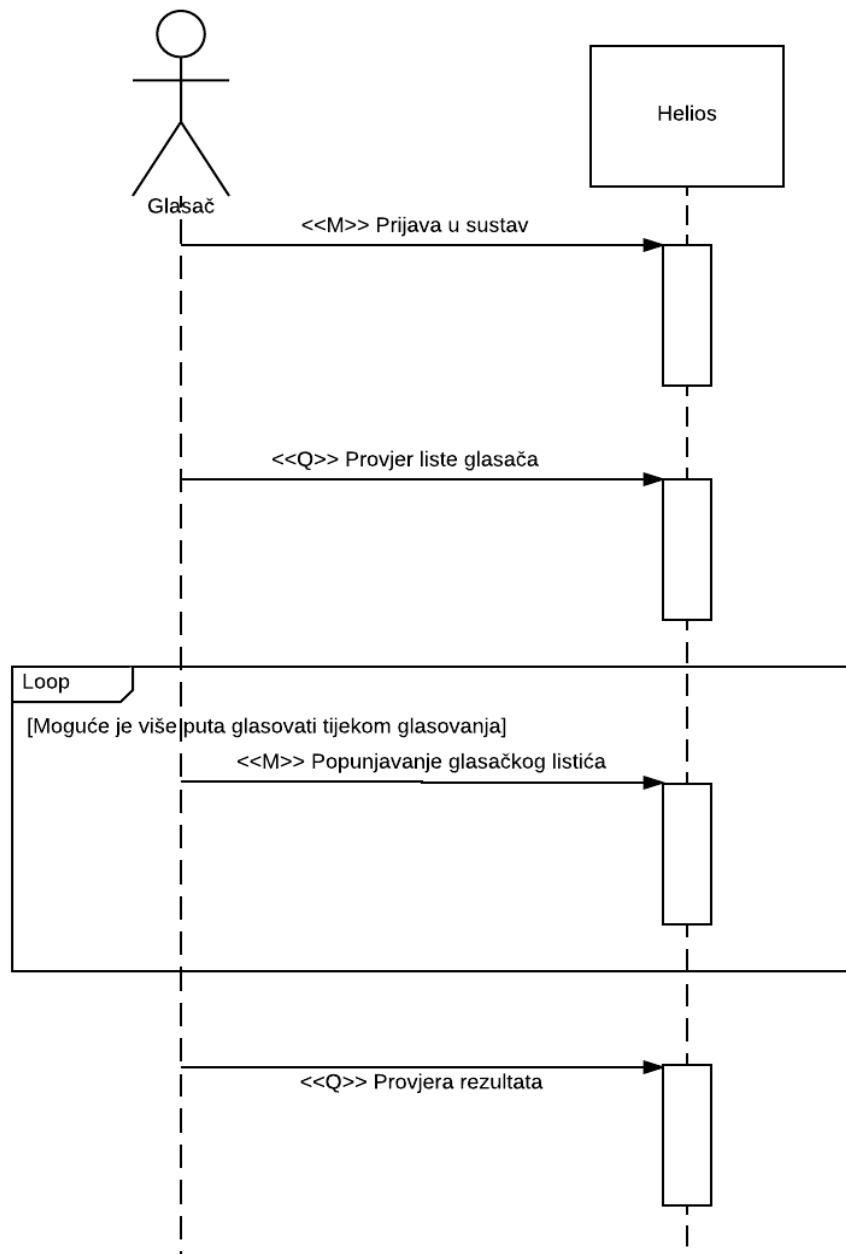 Helios
Glasač
<<M>> Prijava u sustav
<<Q>> Provjer liste glasača
Loop
[Moguće je više puta glasovati tijekom glasovanja]
<<M>> Popunjavanje glasačkog listića
<<Q>> Provjera rezultata